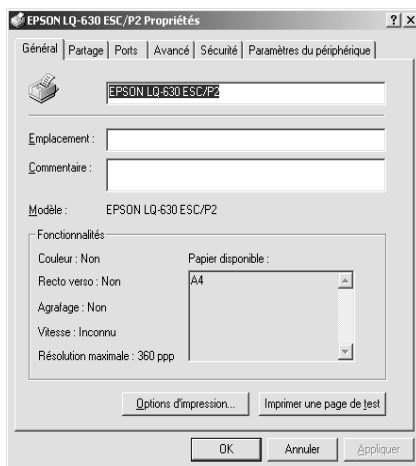 EPSON LQ-630 ESC/P2 Propriétés
Général Partage Ports Avancé Sécurité Paramètres du périphérique
EPSON LQ-630 ESC/P2
Emplacement :
Commentaire :
Modèle : EPSON LQ-630 ESC/P2
Fonctionnalités
Couleur : Non Papier disponible :
Recto verso : Non A4
Agrafage : Non
Vitesse : Inconnu
Résolution maximale : 360 ppp
Options d'impression... Imprimer une page de test
OK Annuler Appliquer